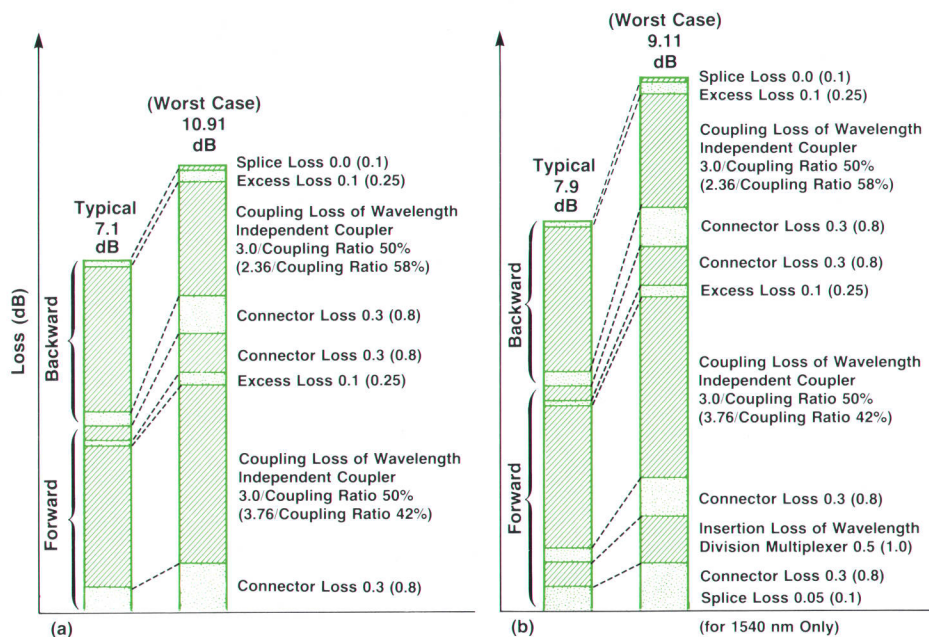 Loss (dB)
Backward
Forward
Typical
7.1
dB
(Worst Case)
10.91
dB
Splice Loss 0.0 (0.1)
Excess Loss 0.1 (0.25)
Coupling Loss of Wavelength
Independent Coupler
3.0/Coupling Ratio 50%
(2.36/Coupling Ratio 58%)
Connector Loss 0.3 (0.8)
Connector Loss 0.3 (0.8)
Excess Loss 0.1 (0.25)
Coupling Loss of Wavelength
Independent Coupler
3.0/Coupling Ratio 50%
(3.76/Coupling Ratio 42%)
Connector Loss 0.3 (0.8)
(a)
Backward
Forward
Typical
7.9
dB
(Worst Case)
9.11
dB
Splice Loss 0.0 (0.1)
Excess Loss 0.1 (0.25)
Coupling Loss of Wavelength
Independent Coupler
3.0/Coupling Ratio 50%
(2.36/Coupling Ratio 58%)
Connector Loss 0.3 (0.8)
Connector Loss 0.3 (0.8)
Excess Loss 0.1 (0.25)
Coupling Loss of Wavelength
Independent Coupler
3.0/Coupling Ratio 50%
(3.76/Coupling Ratio 42%)
Connector Loss 0.3 (0.8)
Insertion Loss of Wavelength
Division Multiplexer 0.5 (1.0)
Connector Loss 0.3 (0.8)
Splice Loss 0.05 (0.1)
(b)
(for 1540 nm Only)